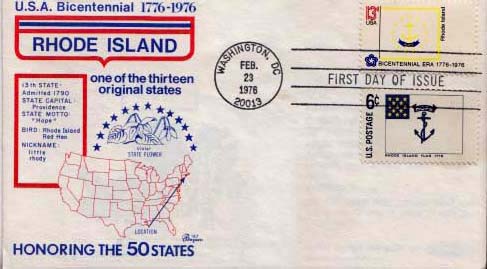 U.S.A. Bicentennial 1776-1976
RHODE ISLAND
one of the thirteen
original states
13th STATE-
Admitted 1790
STATE CAPITAL-
Providence
STATE MOTTO-
"Hope"
BIRD- Rhode Island
Red Hen
NICKNAME-
little
rhody
Violet
STATE FLOWER
LOCATION
HONORING THE 50 STATES
WASHINGTON, DC
FEB.
23
1976
20013
FIRST DAY OF ISSUE
13c
USA
Rhode Island
BICENTENNIAL ERA 1776-1976
6¢
U.S. POSTAGE
RHODE ISLAND FLAG 1775